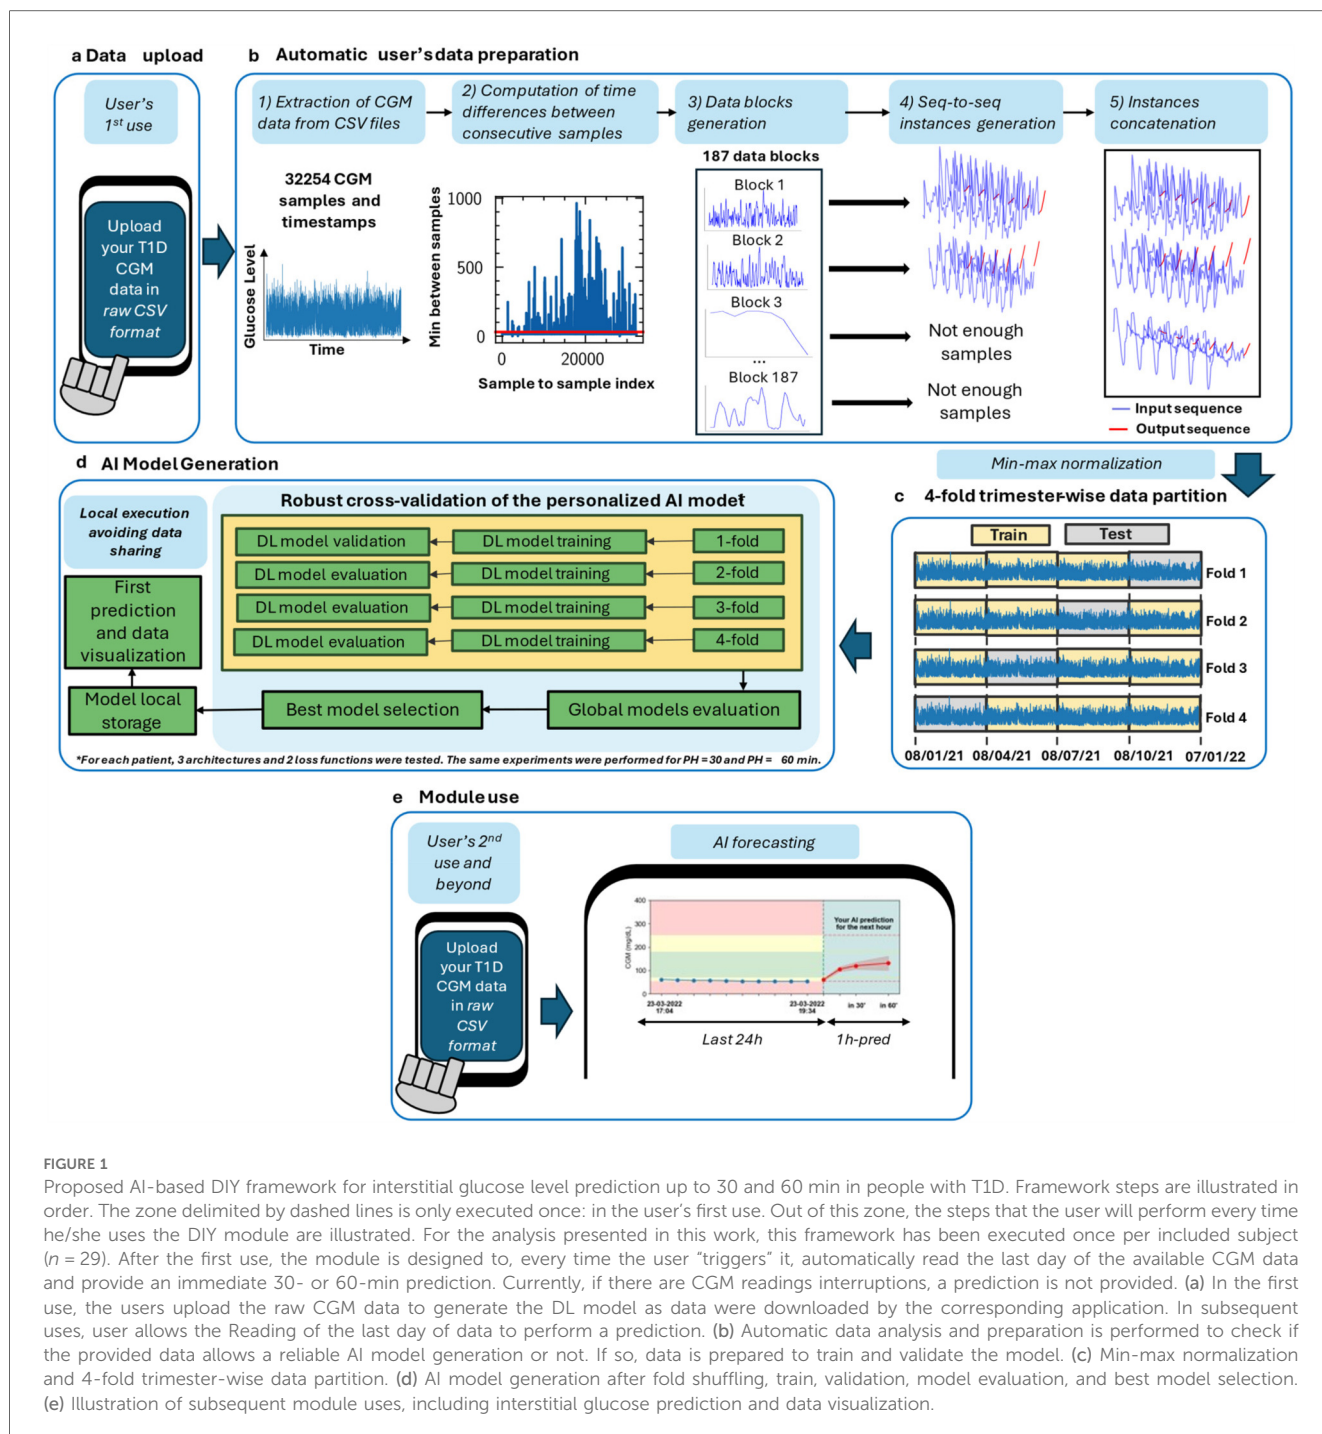 a Data upload
User's
1st use
Upload
your T1D
CGM
data in
raw CSV
format
b Automatic user's data preparation
1) Extraction of CGM
data from CSV files
2) Computation of time
differences between
consecutive samples
3) Data blocks
generation
4) Seq-to-seq
instances generation
5) Instances
concatenation
32254 CGM
samples and
timestamps
Glucose Level
Time
Min between samples
1000
500
0
0
20000
Sample to sample index
187 data blocks
Block 1
Block 2
Block 3
...
Block 187
Not enough
samples
Not enough
samples
Input sequence
Output sequence
Min-max normalization
c 4-fold trimester-wise data partition
Train
Test
Fold 1
Fold 2
Fold 3
Fold 4
08/01/21 08/04/21 08/07/21 08/10/21 07/01/22
d AI Model Generation
Local execution
avoiding data
sharing
Robust cross-validation of the personalized AI model*
DL model validation DL model training 1-fold
DL model evaluation DL model training 2-fold
DL model evaluation DL model training 3-fold
DL model evaluation DL model training 4-fold
First
prediction
and data
visualization
Model local
storage
Best model selection
Global models evaluation
*For each patient, 3 architectures and 2 loss functions were tested. The same experiments were performed for PH = 30 and PH = 60 min.
e Module use
User's 2nd
use and
beyond
Upload
your T1D
CGM data
in raw
CSV
format
AI forecasting
CGM (mg/dL)
400
300
200
100
0
Your AI prediction
for the next hour
23-03-2022
17:04
23-03-2022
19:34
in 30'
in 60'
Last 24h
1h-pred
FIGURE 1
Proposed AI-based DIY framework for interstitial glucose level prediction up to 30 and 60 min in people with T1D. Framework steps are illustrated in
order. The zone delimited by dashed lines is only executed once: in the user's first use. Out of this zone, the steps that the user will perform every time
he/she uses the DIY module are illustrated. For the analysis presented in this work, this framework has been executed once per included subject
(n = 29). After the first use, the module is designed to, every time the user "triggers" it, automatically read the last day of the available CGM data
and provide an immediate 30- or 60-min prediction. Currently, if there are CGM readings interruptions, a prediction is not provided. (a) In the first
use, the users upload the raw CGM data to generate the DL model as data were downloaded by the corresponding application. In subsequent
uses, user allows the Reading of the last day of data to perform a prediction. (b) Automatic data analysis and preparation is performed to check if
the provided data allows a reliable AI model generation or not. If so, data is prepared to train and validate the model. (c) Min-max normalization
and 4-fold trimester-wise data partition. (d) AI model generation after fold shuffling, train, validation, model evaluation, and best model selection.
(e) Illustration of subsequent module uses, including interstitial glucose prediction and data visualization.